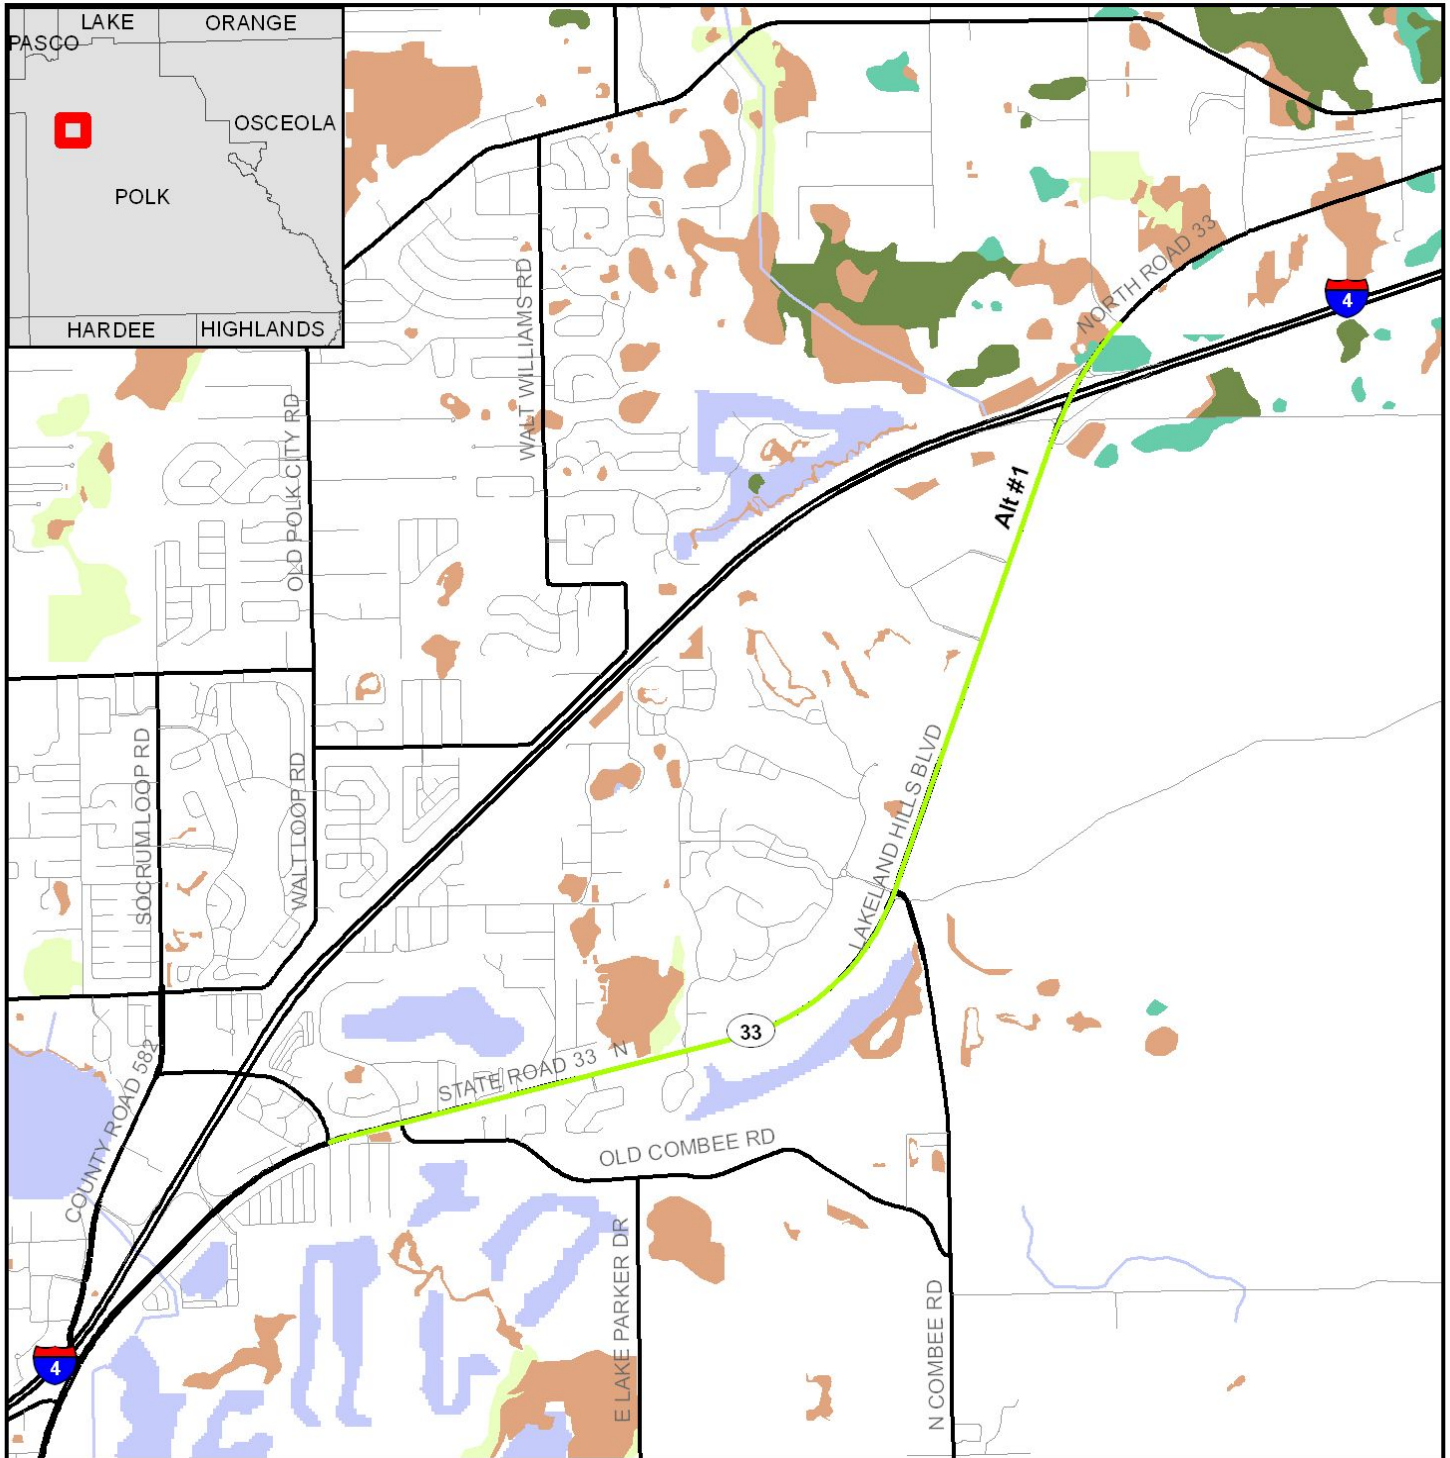 LAKE
ORANGE
PASCO
OSCEOLA
POLK
HARDEE
HIGHLANDS
NORTH ROAD 33
4
WALT WILLIAMS RD
OLD POLK CITY RD
Alt #1
LAKELAND HILLS BLVD
SOCRUM LOOP RD
WALT LOOP RD
33
STATE ROAD 33 N
COUNTY ROAD 582
OLD COMBEE RD
E LAKE PARKER DR
N COMBEE RD
4